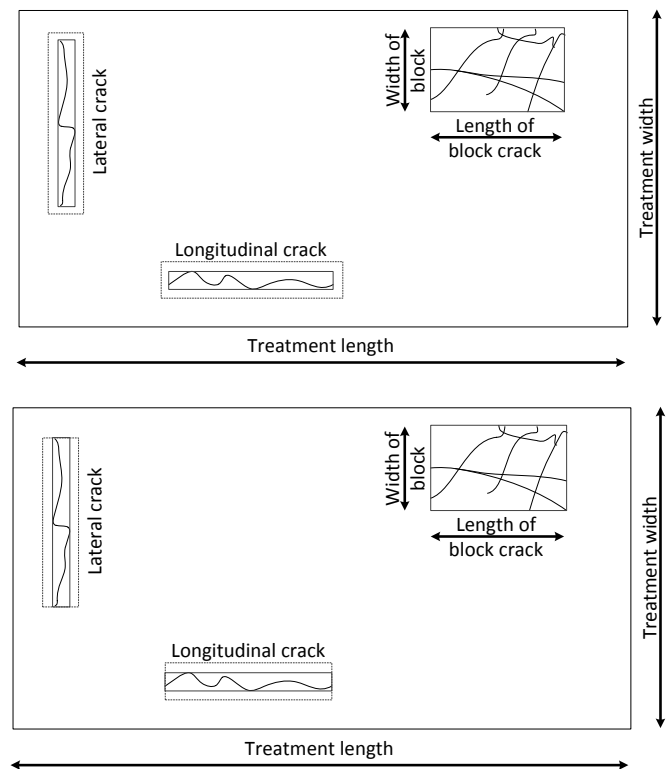 Lateral crack
Width of
block
Length of
block crack
Treatment width
Longitudinal crack
Treatment length
Lateral crack
Width of
block
Length of
block crack
Treatment width
Longitudinal crack
Treatment length